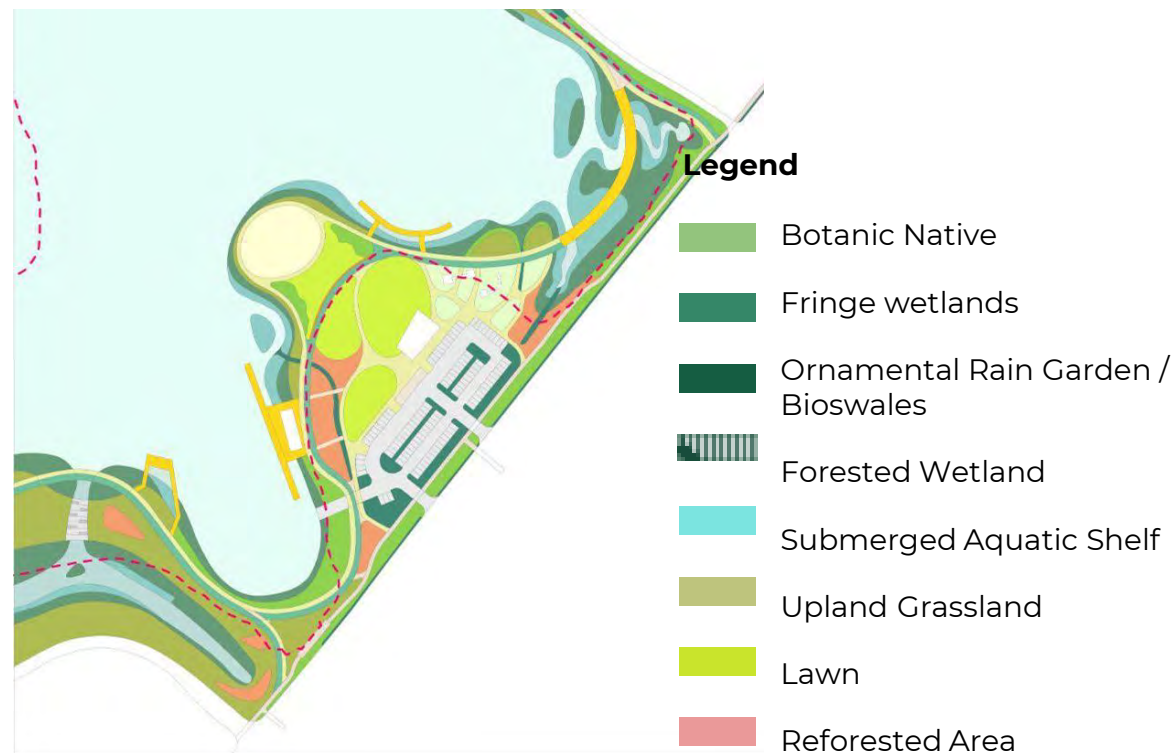 Legend
Botanic Native
Fringe wetlands
Ornamental Rain Garden /
Bioswales
Forested Wetland
Submerged Aquatic Shelf
Upland Grassland
Lawn
Reforested Area